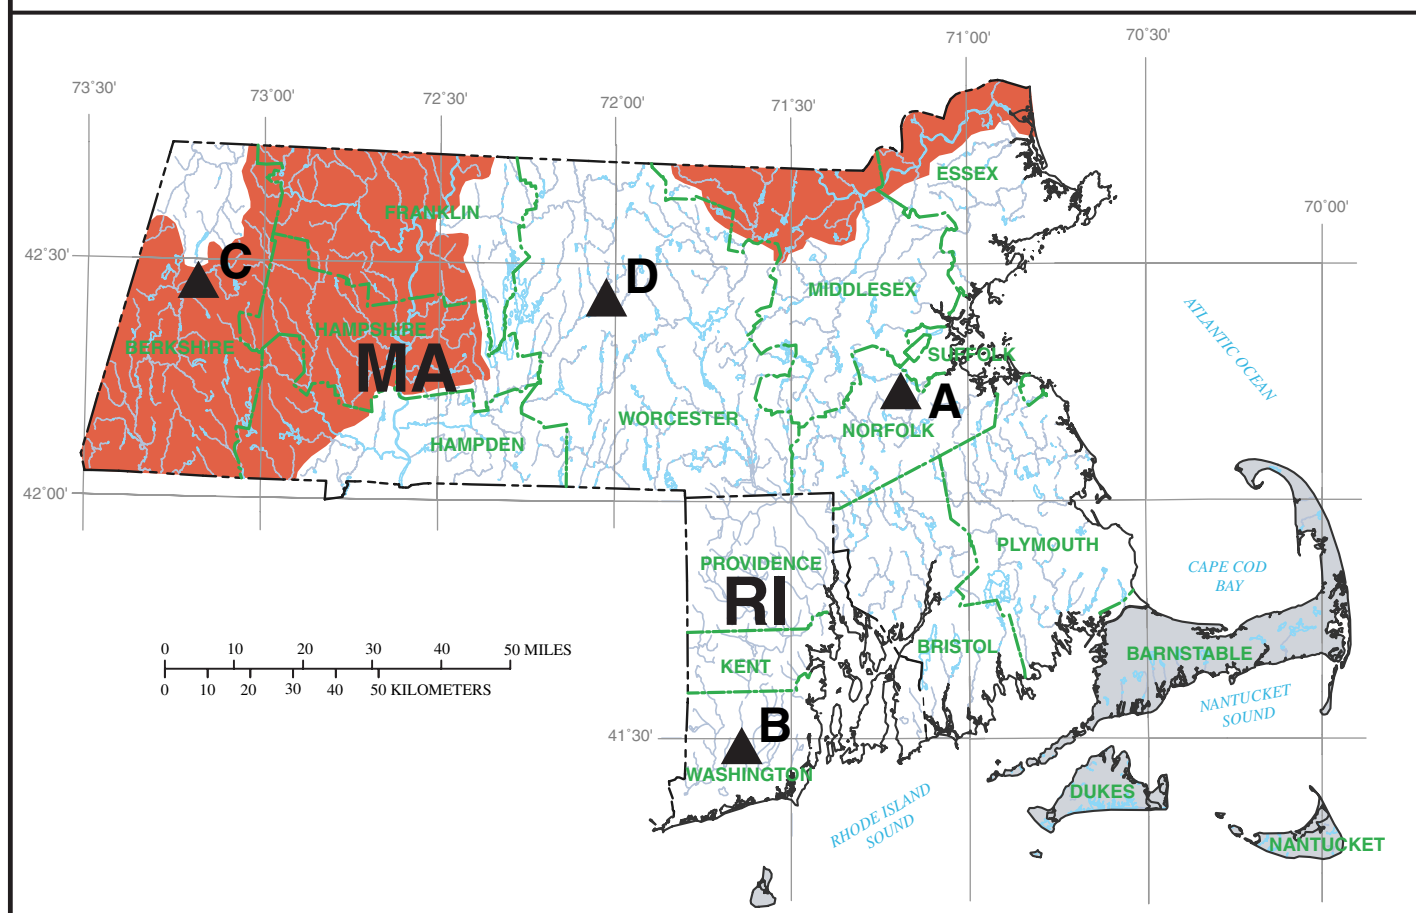 71°00'
70°30'
73°30'
73°00'
72°30'
72°00'
71°30'
ESSEX
FRANKLIN
70°00'
42°30'
C
D
MIDDLESEX
ATLANTIC OCEAN
HAMPSHIRE
BERKSHIRE
MA
SUFFOLK
A
WORCESTER
NORFOLK
HAMPDEN
42°00'
PLYMOUTH
PROVIDENCE
CAPE COD
BAY
RI
0 10 20 30 40 50 MILES
BRISTOL
BARNSTABLE
KENT
0 10 20 30 40 50 KILOMETERS
NANTUCKET
SOUND
B
41°30'
WASHINGTON
DUKES
RHODE ISLAND
SOUND
NANTUCKET